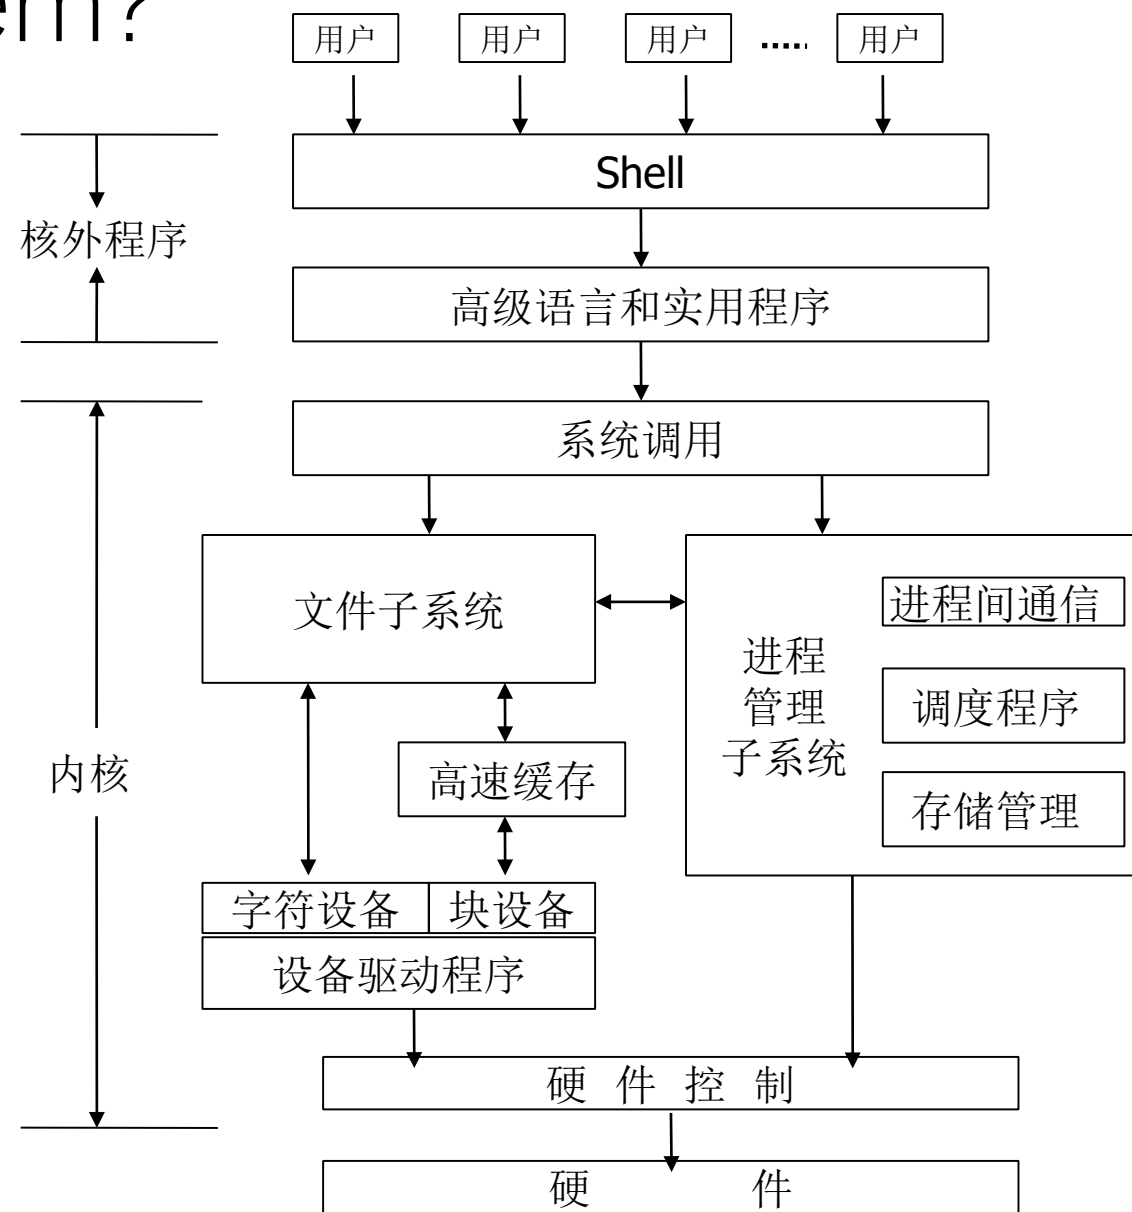 em?
用户
用户
用户
......
用户
Shell
核外程序
高级语言和实用程序
系统调用
文件子系统
进程间通信
进程
管理
子系统
调度程序
内核
高速缓存
存储管理
字符设备
块设备
设备驱动程序
硬 件 控 制
硬 件